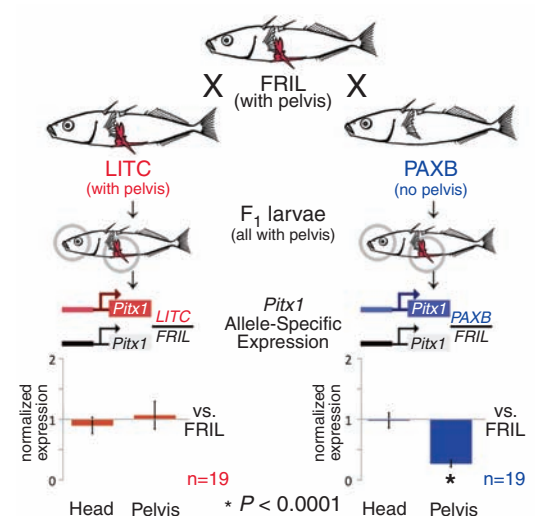 X FRIL X
(with pelvis)
LITC
(with pelvis)
PAXB
(no pelvis)
F1 larvae
(all with pelvis)
Pitx1
LITC
Pitx1
FRIL
Pitx1
Allele-Specific
Expression
Pitx1
PAXB
Pitx1
FRIL
normalized
expression
2
1
0
vs.
FRIL
n=19
Head Pelvis
* P < 0.0001
normalized
expression
2
1
0
vs.
FRIL
*
n=19
Head Pelvis